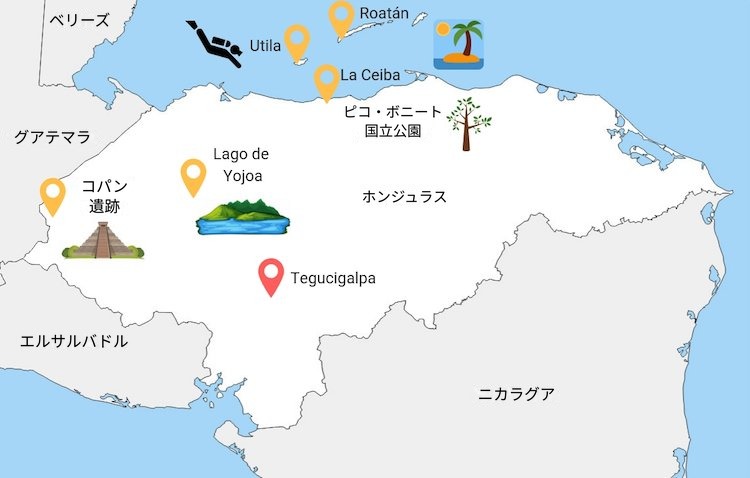 ベリーズ
Roatán
Utila
La Ceiba
ピコ・ボニート
国立公園
グアテマラ
Lago de
Yojoa
コパン
遺跡
ホンジュラス
Tegucigalpa
エルサルバドル
ニカラグア